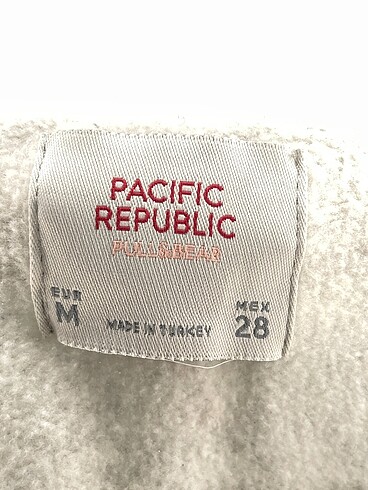 PACIFIC
REPUBLIC
PULL&BEAR
EUR MEX
M MADE IN TURKEY 28